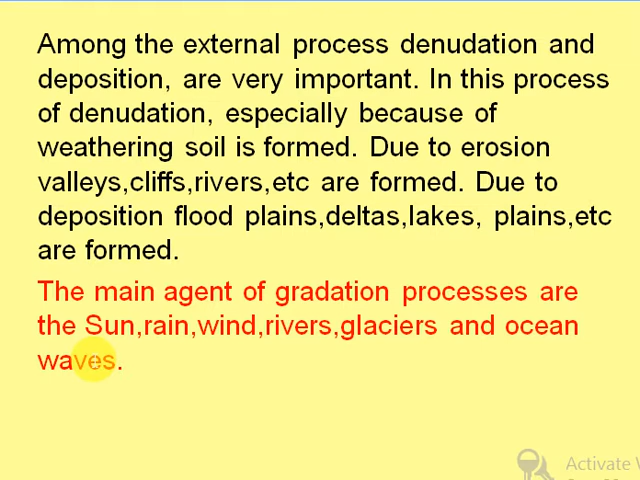 Among the external process denudation and
deposition, are very important. In this process
of denudation, especially because of
weathering soil is formed. Due to erosion
valleys,cliffs,rivers,etc are formed. Due to
deposition flood plains,deltas,lakes, plains,etc
are formed.
The main agent of gradation processes are
the Sun,rain,wind,rivers,glaciers and ocean
waves.
Activate